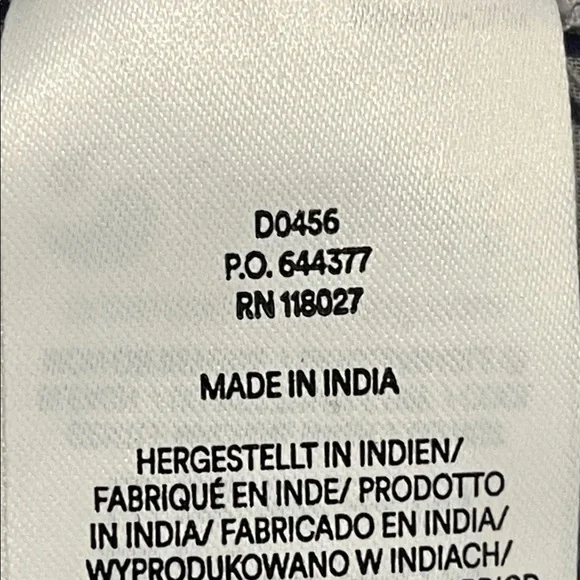 D0456
P.O. 644377
RN 118027
MADE IN INDIA
HERGESTELLT IN INDIEN/
FABRIQUÉ EN INDE/ PRODOTTO
IN INDIA/ FABRICADO EN INDIA/
WYPRODUKOWANO W INDIACH/